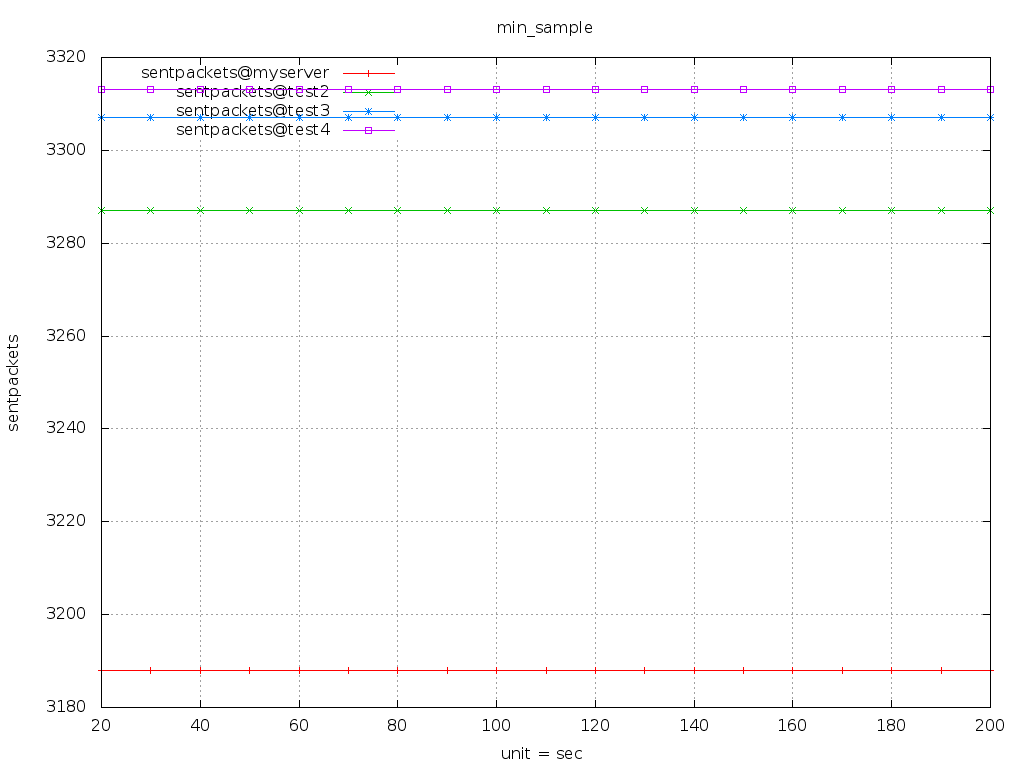 min_sample
sentpackets@myserver
sentpackets@test2
sentpackets@test3
sentpackets@test4
3320
3300
3280
3260
3240
3220
3200
3180
sentpackets
20 40 60 80 100 120 140 160 180 200
unit = sec